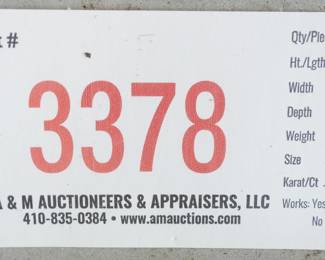 #
Qty/Pie
Ht./Lgth
Width
3378
Depth
Weight
Size
Karat/Ct
& M AUCTIONEERS & APPRAISERS, LLC
Works: Yes
410-835-0384 • www.amauctions.com
No